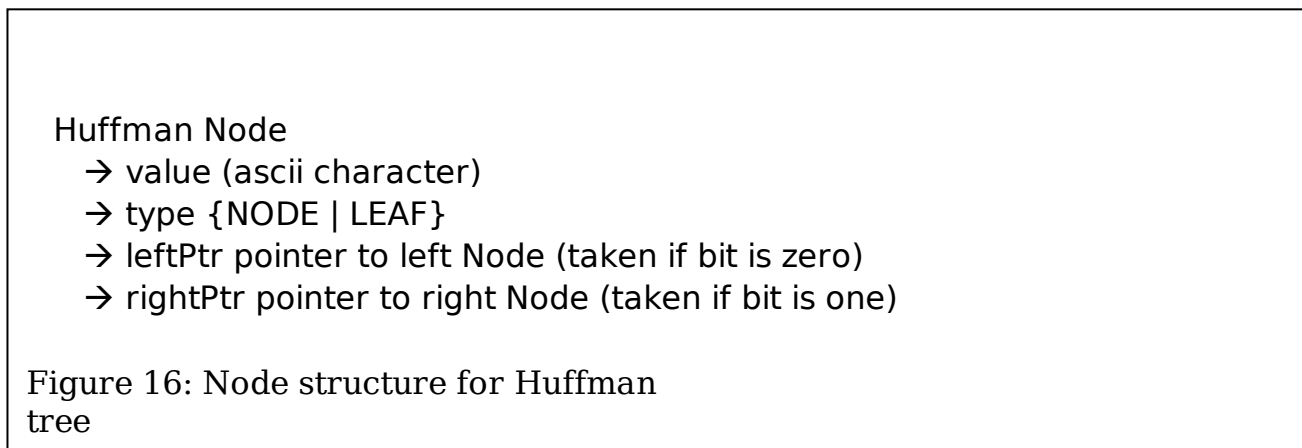 Huffman Node
→ value (ascii character)
→ type {NODE | LEAF}
→ leftPtr pointer to left Node (taken if bit is zero)
→ rightPtr pointer to right Node (taken if bit is one)
Figure 16: Node structure for Huffman
tree